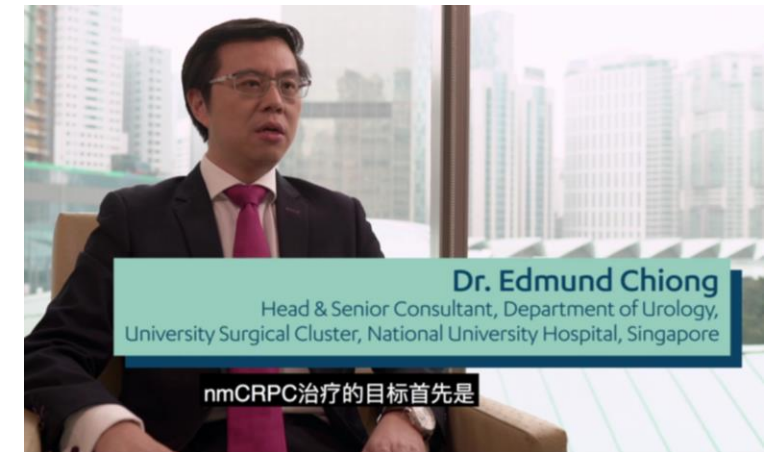 Dr. Edmund Chiong
Head & Senior Consultant, Department of Urology,
University Surgical Cluster, National University Hospital, Singapore
nmCRPC治疗的目标首先是